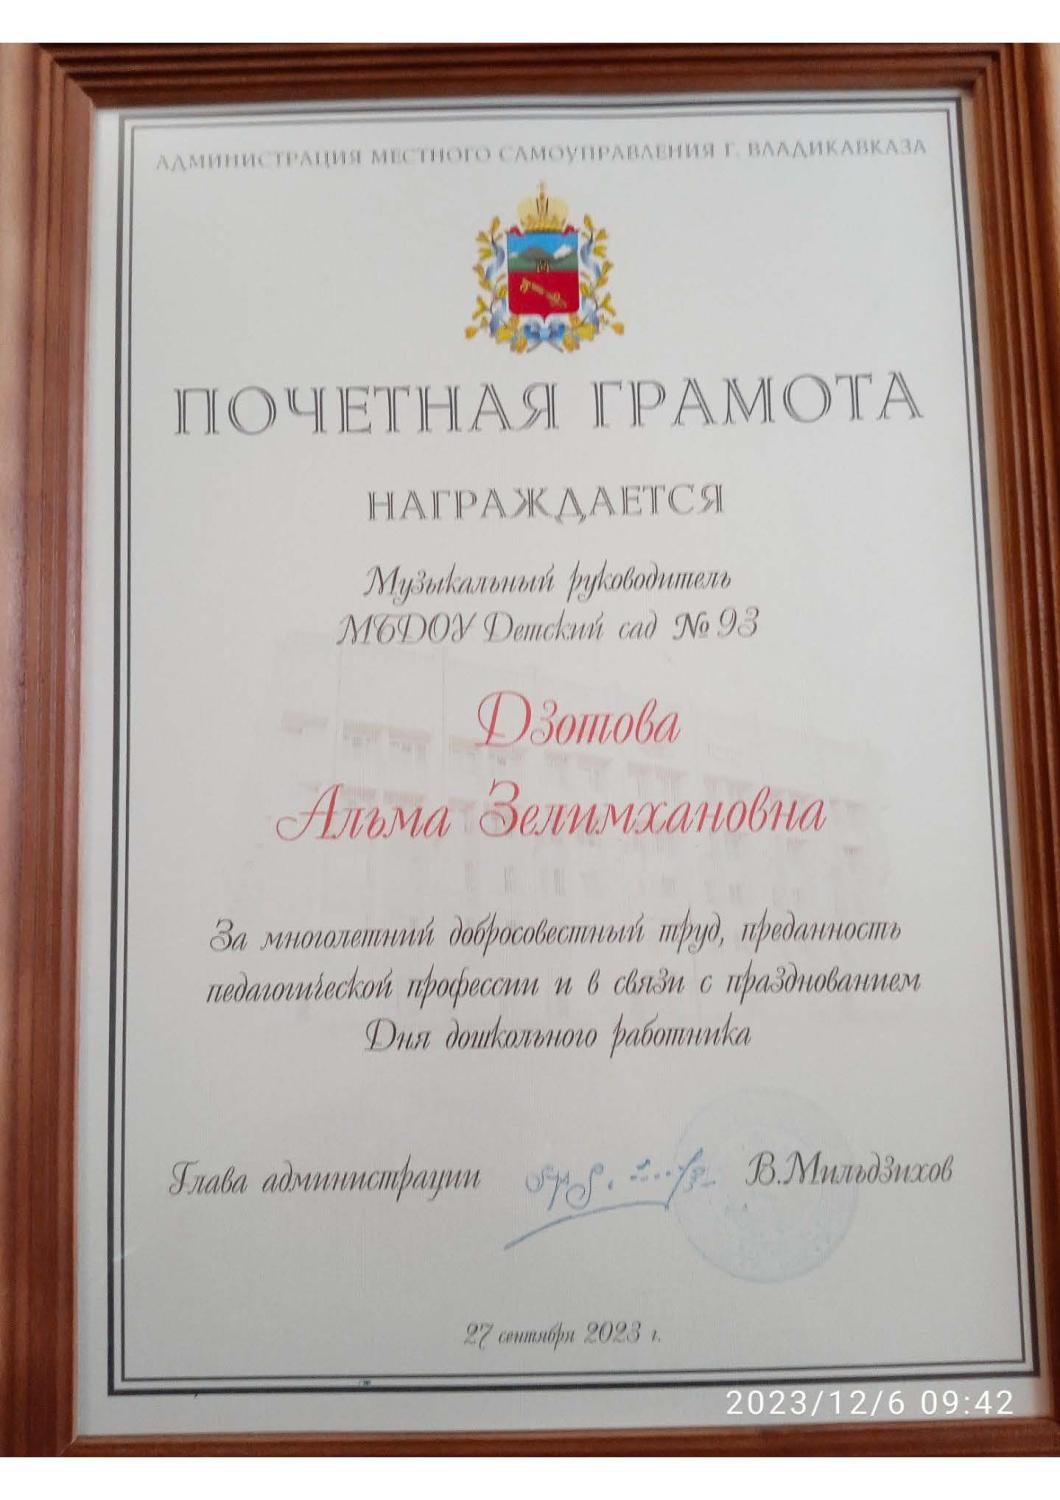 АДМИНИСТРАЦИЯ МЕСТНОГО САМОУПРАВЛЕНИЯ Г. ВЛАДИКАВКАЗА
ПОЧЕТНАЯ ГРАМОТА
НАГРАЖДАЕТСЯ
Музыкальный руководитель
МБДОУ Детский сад № 93
Дзотова
Альма Зелимхановна
За многолетний добросовестный труд, преданность
педагогической профессии и в связи с празднованием
Дня дошкольного работника
Глава администрации В.Мильдзихов
27 сентября 2023 г.
2023/12/6 09:42